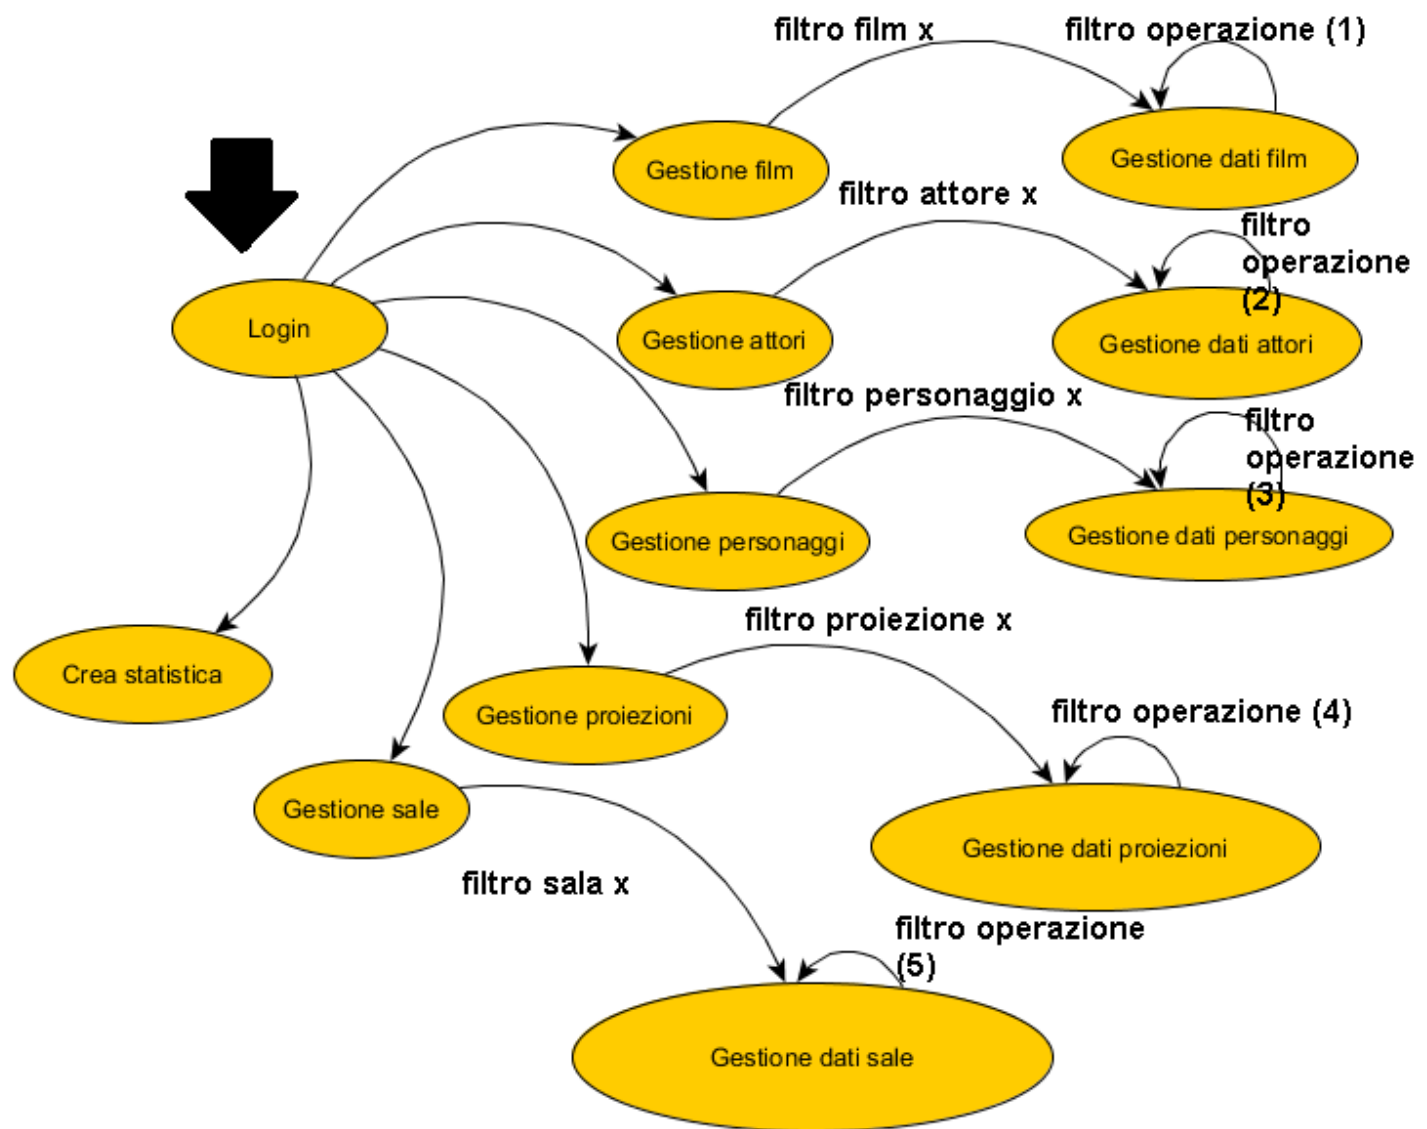 filtro film x
filtro operazione (1)
Gestione film
Gestione dati film
filtro attore x
filtro
operazione
(2)
Login
Gestione attori
Gestione dati attori
filtro personaggio x
filtro
operazione
(3)
Gestione personaggi
Gestione dati personaggi
filtro proiezione x
Crea statistica
Gestione proiezioni
filtro operazione (4)
Gestione sale
Gestione dati proiezioni
filtro sala x
filtro operazione
(5)
Gestione dati sale